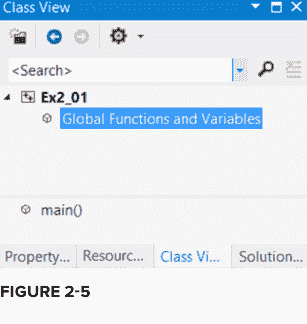 Class View
<Search>
Ex2_01
Global Functions and Variables
main()
Property... Resourc... Class Vi... Solution...
FIGURE 2-5